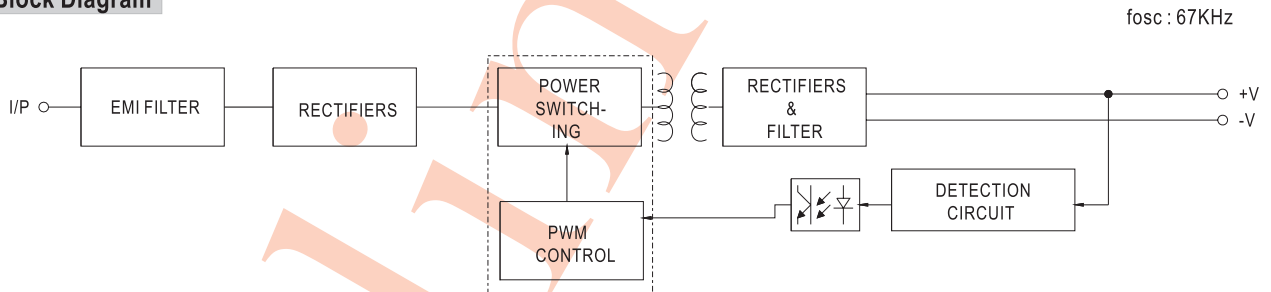 Block Diagram
fosc : 67KHz
I/P
EMI FILTER
RECTIFIERS
POWER
SWITCH-
ING
RECTIFIERS
&
FILTER
+V
-V
DETECTION
CIRCUIT
PWM
CONTROL